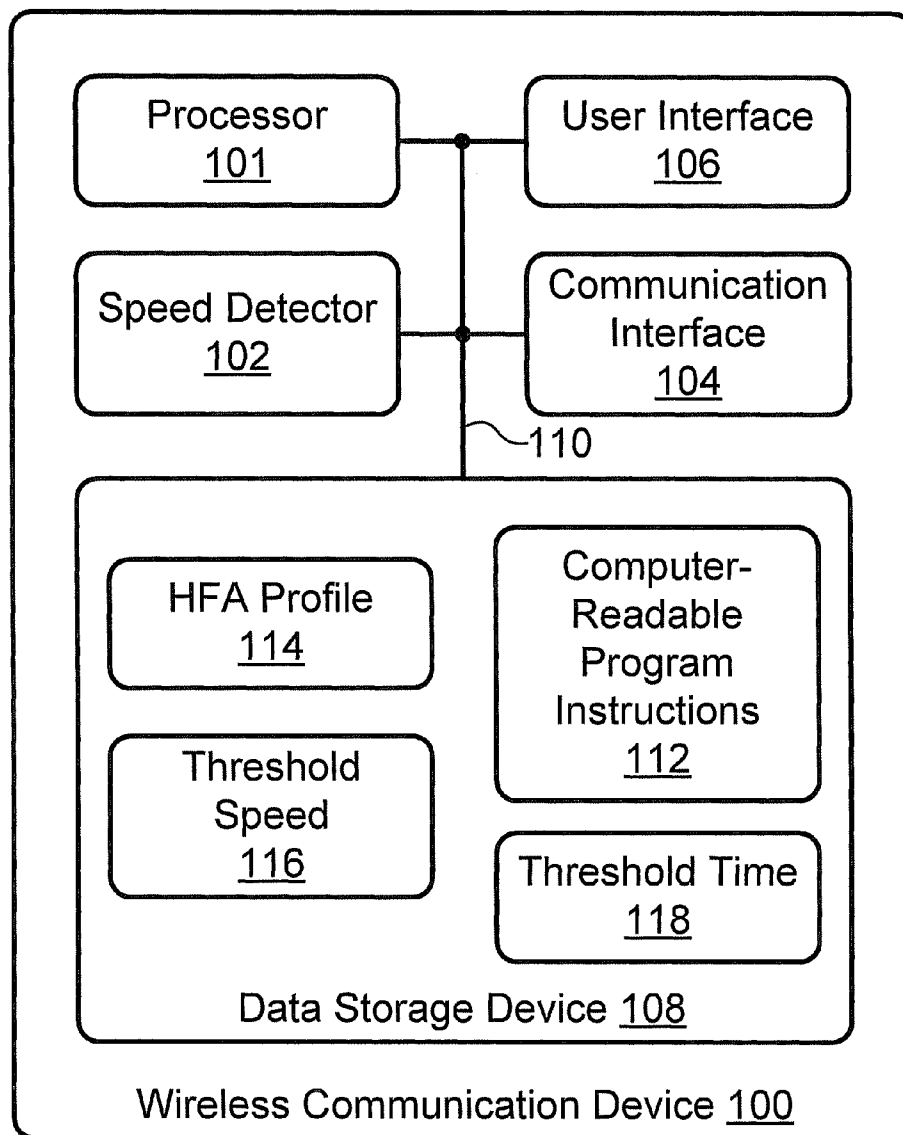 Processor
101
User Interface
106
Speed Detector
102
Communication
Interface
104
110
HFA Profile
114
Computer-
Readable
Program
Instructions
112
Threshold
Speed
116
Threshold Time
118
Data Storage Device 108
Wireless Communication Device 100